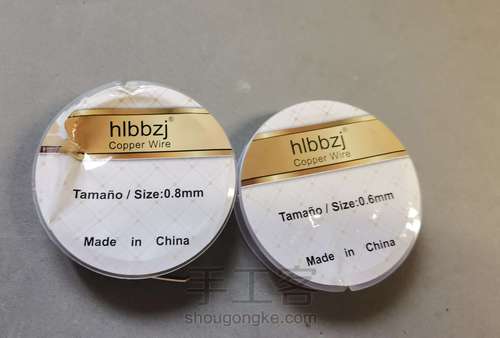 hlbbzj®
Copper Wire
Tamaño / Size:0.8mm
Made in China
hlbbzj®
Copper Wire
Tamaño / Size:0.6mm
Made in China
手工客
shougongke.com